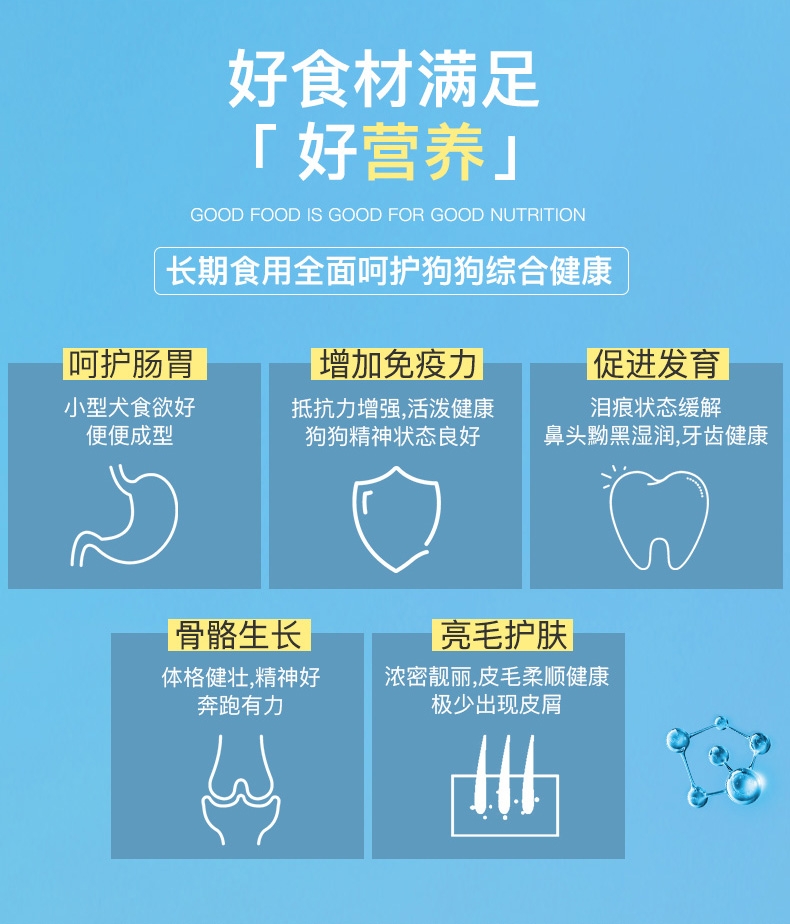 好食材满足
「好营养」
GOOD FOOD IS GOOD FOR GOOD NUTRITION
长期食用全面呵护狗狗综合健康
呵护肠胃
小型犬食欲好
便便成型
增加免疫力
抵抗力增强,活泼健康
狗狗精神状态良好
促进发育
泪痕状态缓解
鼻头黝黑湿润,牙齿健康
骨骼生长
体格健壮,精神好
奔跑有力
亮毛护肤
浓密靓丽,皮毛柔顺健康
极少出现皮屑